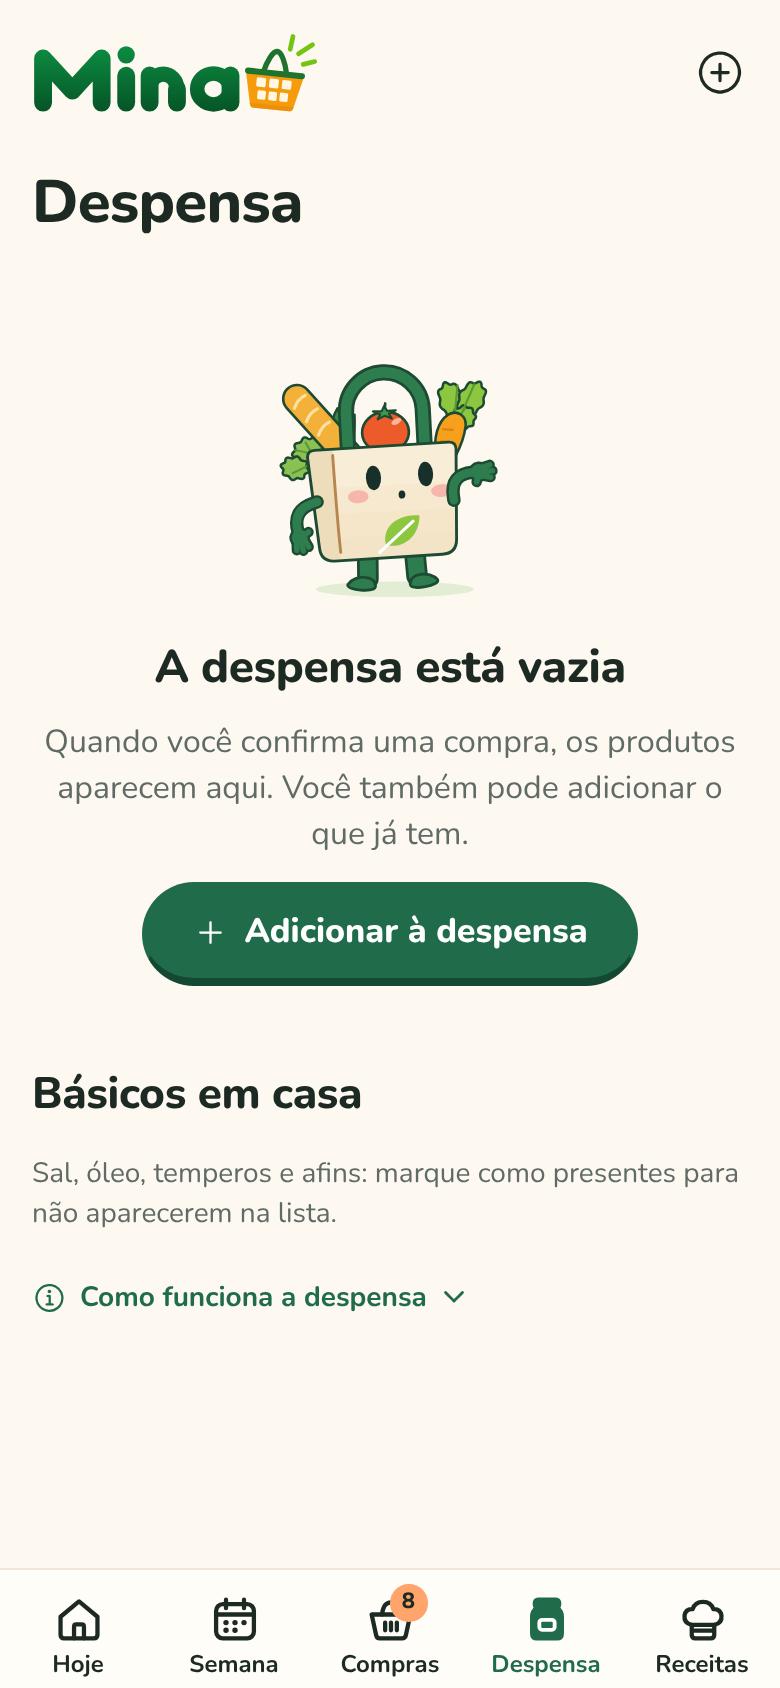 Mina
Despensa
A despensa está vazia
Quando você confirma uma compra, os produtos
aparecem aqui. Você também pode adicionar o
que já tem.
+ Adicionar à despensa
Básicos em casa
Sal, óleo, temperos e afins: marque como presentes para
não aparecerem na lista.
Como funciona a despensa
8
Hoje
Semana
Compras
Despensa
Receitas